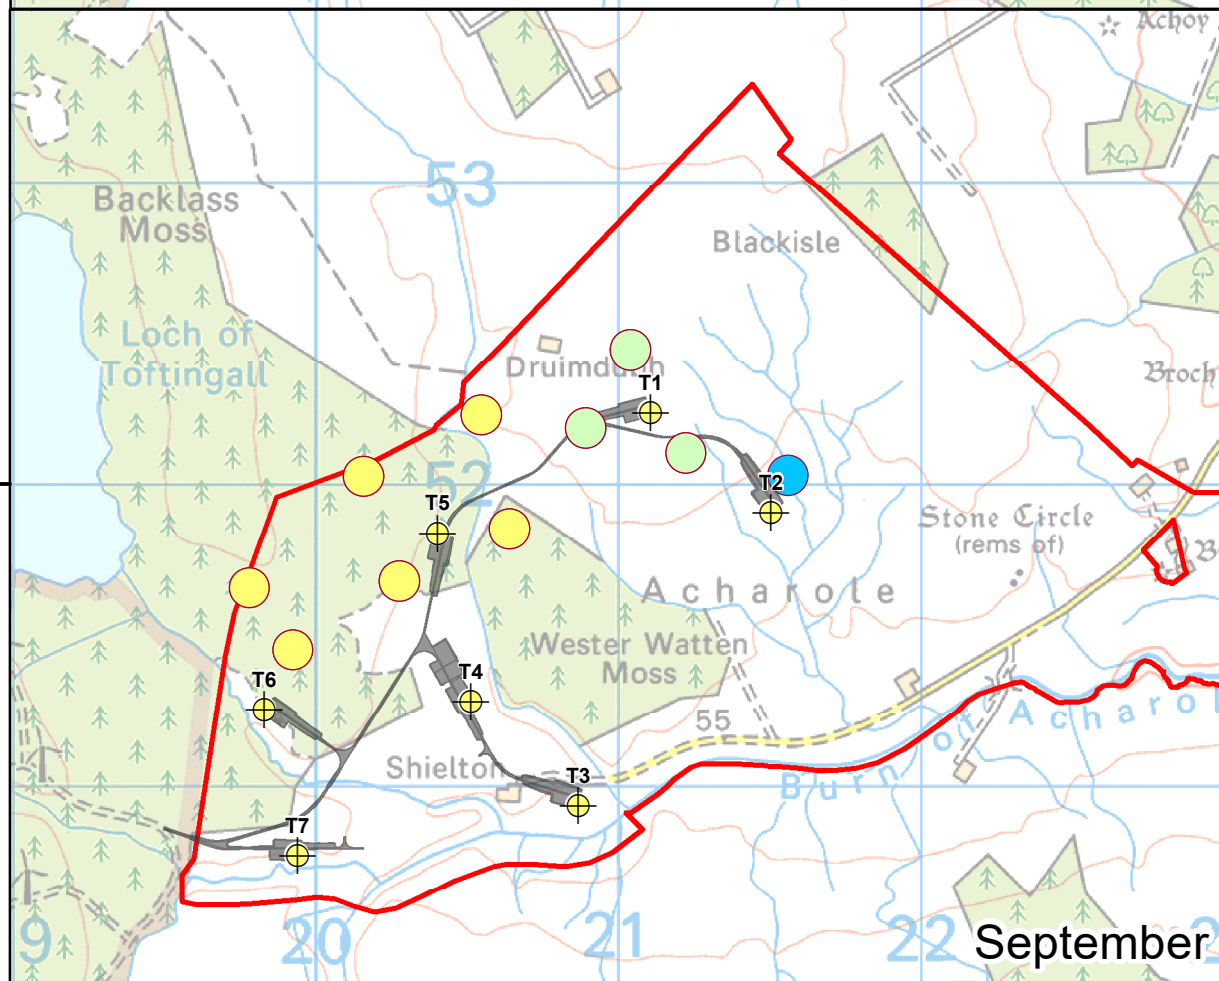 Achoy
53
Backlass
Moss
Blackisle
Loch of
Toftingall
Druimdubh
T1
Broch
52
T2
T5
Stone Circle
(rems of)
Acharole
Wester Watten
Moss
T4
T6
55
of Acharol
Shielton
T3
Burn
T7
9
20
21
22
September